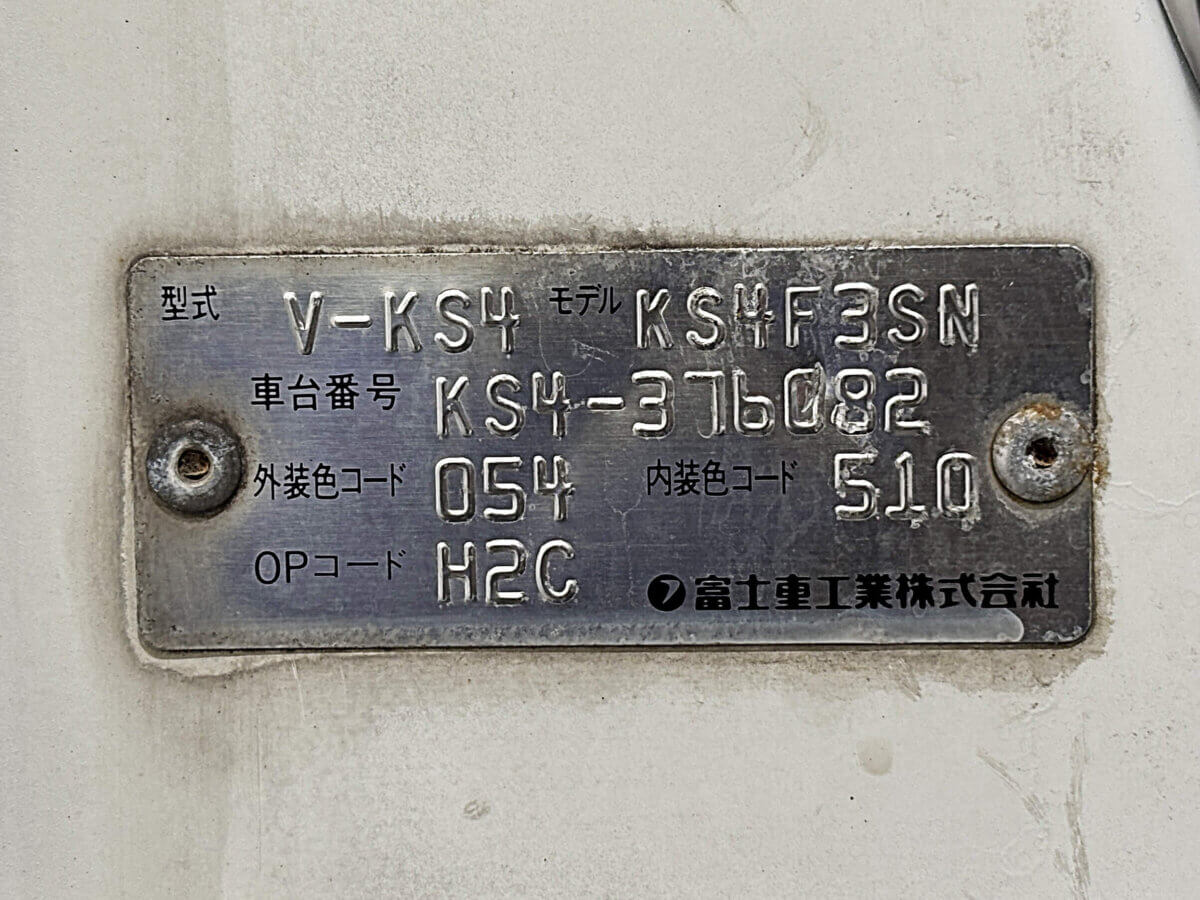 型式 V-KS4 モデル KS4F3SN
車台番号 KS4-376082
外装色コード 054 内装色コード 510
OPコード H2C
富士重工業株式会社